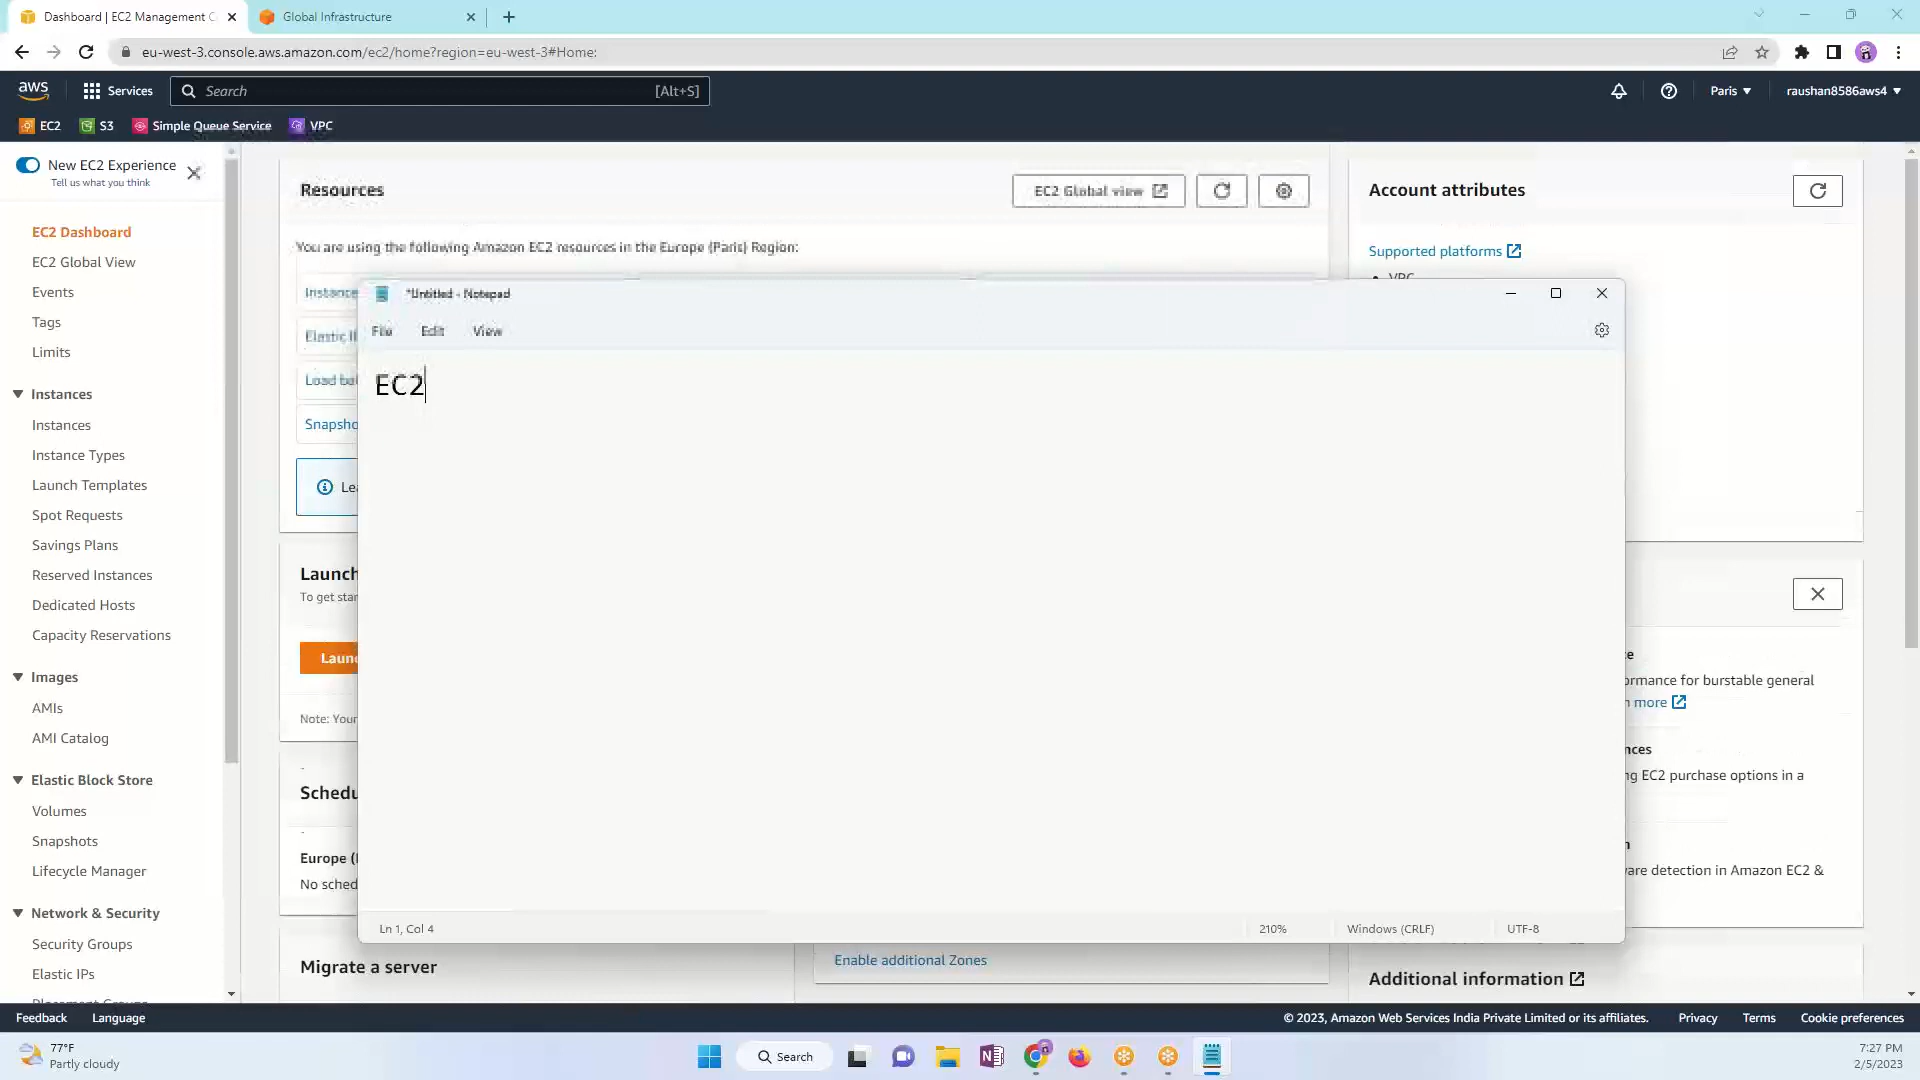 Dashboard | EC2 Management C
Global Infrastructure
eu-west-3.console.aws.amazon.com/ec2/home?region=eu-west-3#Home:
aws
Services
Search
[Alt+S]
Paris
raushan8586aws4
EC2
S3
Simple Queue Service
VPC
New EC2 Experience
Tell us what you think
EC2 Dashboard
EC2 Global View
Events
Tags
Limits
Instances
Instances
Instance Types
Launch Templates
Spot Requests
Savings Plans
Reserved Instances
Dedicated Hosts
Capacity Reservations
Images
AMIs
AMI Catalog
Elastic Block Store
Volumes
Snapshots
Lifecycle Manager
Network & Security
Security Groups
Elastic IPs
Placement Groups
Resources
EC2 Global view
You are using the following Amazon EC2 resources in the Europe (Paris) Region:
Instance
Elastic I
Load bal
Snapsho
Lea
Launch
To get star
Laun
Note: Your
Schedu
Europe (
No sched
Migrate a server
*Untitled - Notepad
File
Edit
View
EC2
Ln 1, Col 4
210%
Windows (CRLF)
UTF-8
Enable additional Zones
Account attributes
Supported platforms
VPC
ormance for burstable general
more
nces
ng EC2 purchase options in a
ware detection in Amazon EC2 &
Additional information
Feedback
Language
© 2023, Amazon Web Services India Private Limited or its affiliates.
Privacy
Terms
Cookie preferences
77°F
Partly cloudy
Search
7:27 PM
2/5/2023